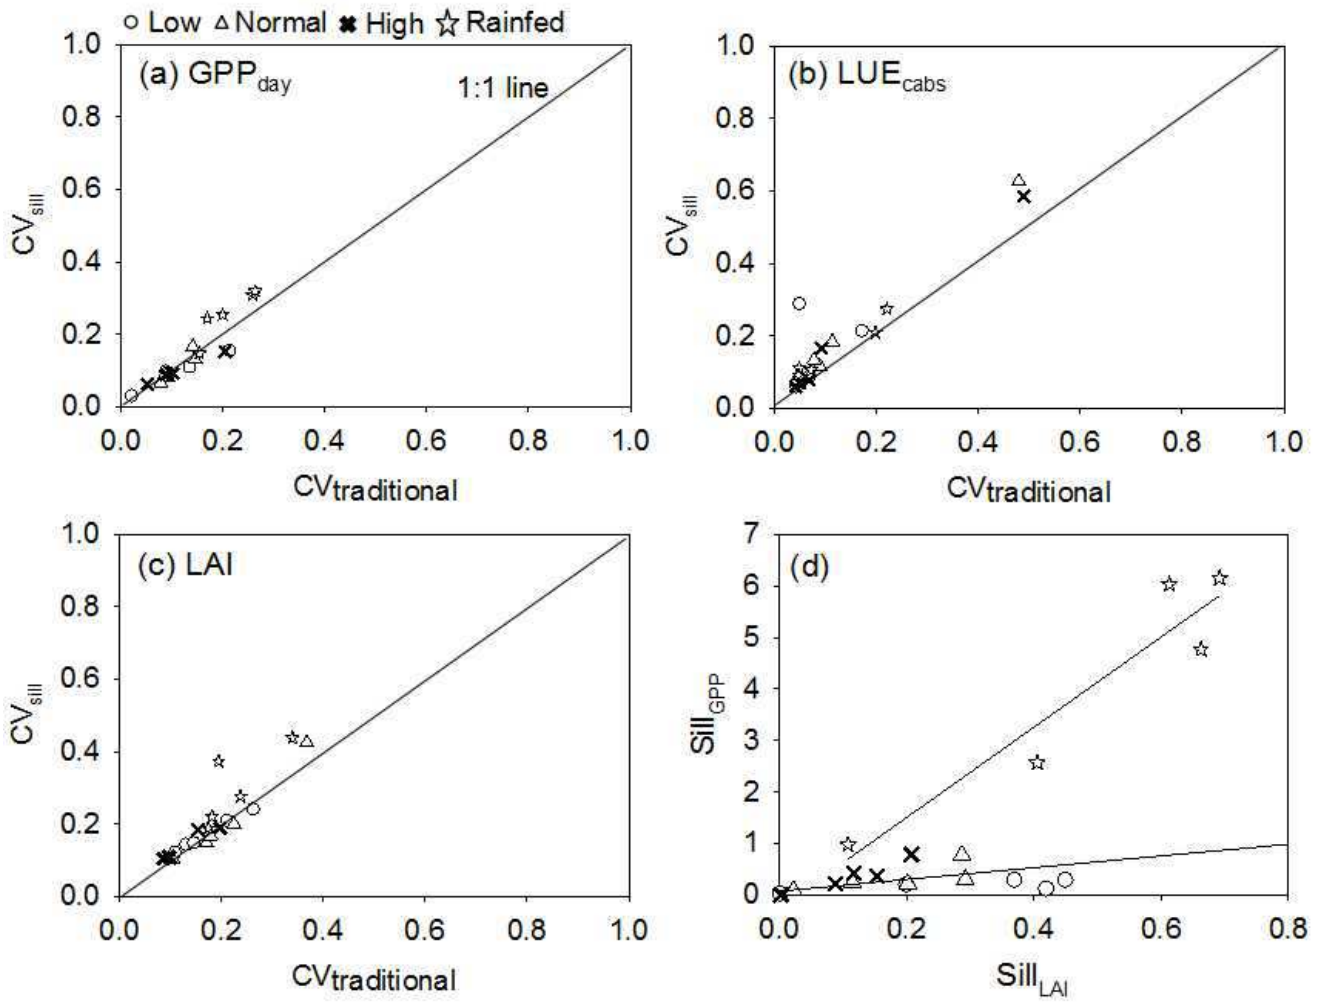 Low Normal High Rainfed
(a) GPPday
1:1 line
CVsill
1.0
0.8
0.6
0.4
0.2
0.0
0.0 0.2 0.4 0.6 0.8 1.0
CVtraditional
(b) LUEcabs
CVsill
1.0
0.8
0.6
0.4
0.2
0.0
0.0 0.2 0.4 0.6 0.8 1.0
CVtraditional
(c) LAI
CVsill
1.0
0.8
0.6
0.4
0.2
0.0
0.0 0.2 0.4 0.6 0.8 1.0
CVtraditional
(d)
SillGPP
7
6
5
4
3
2
1
0
0.0 0.2 0.4 0.6 0.8
SillLAI